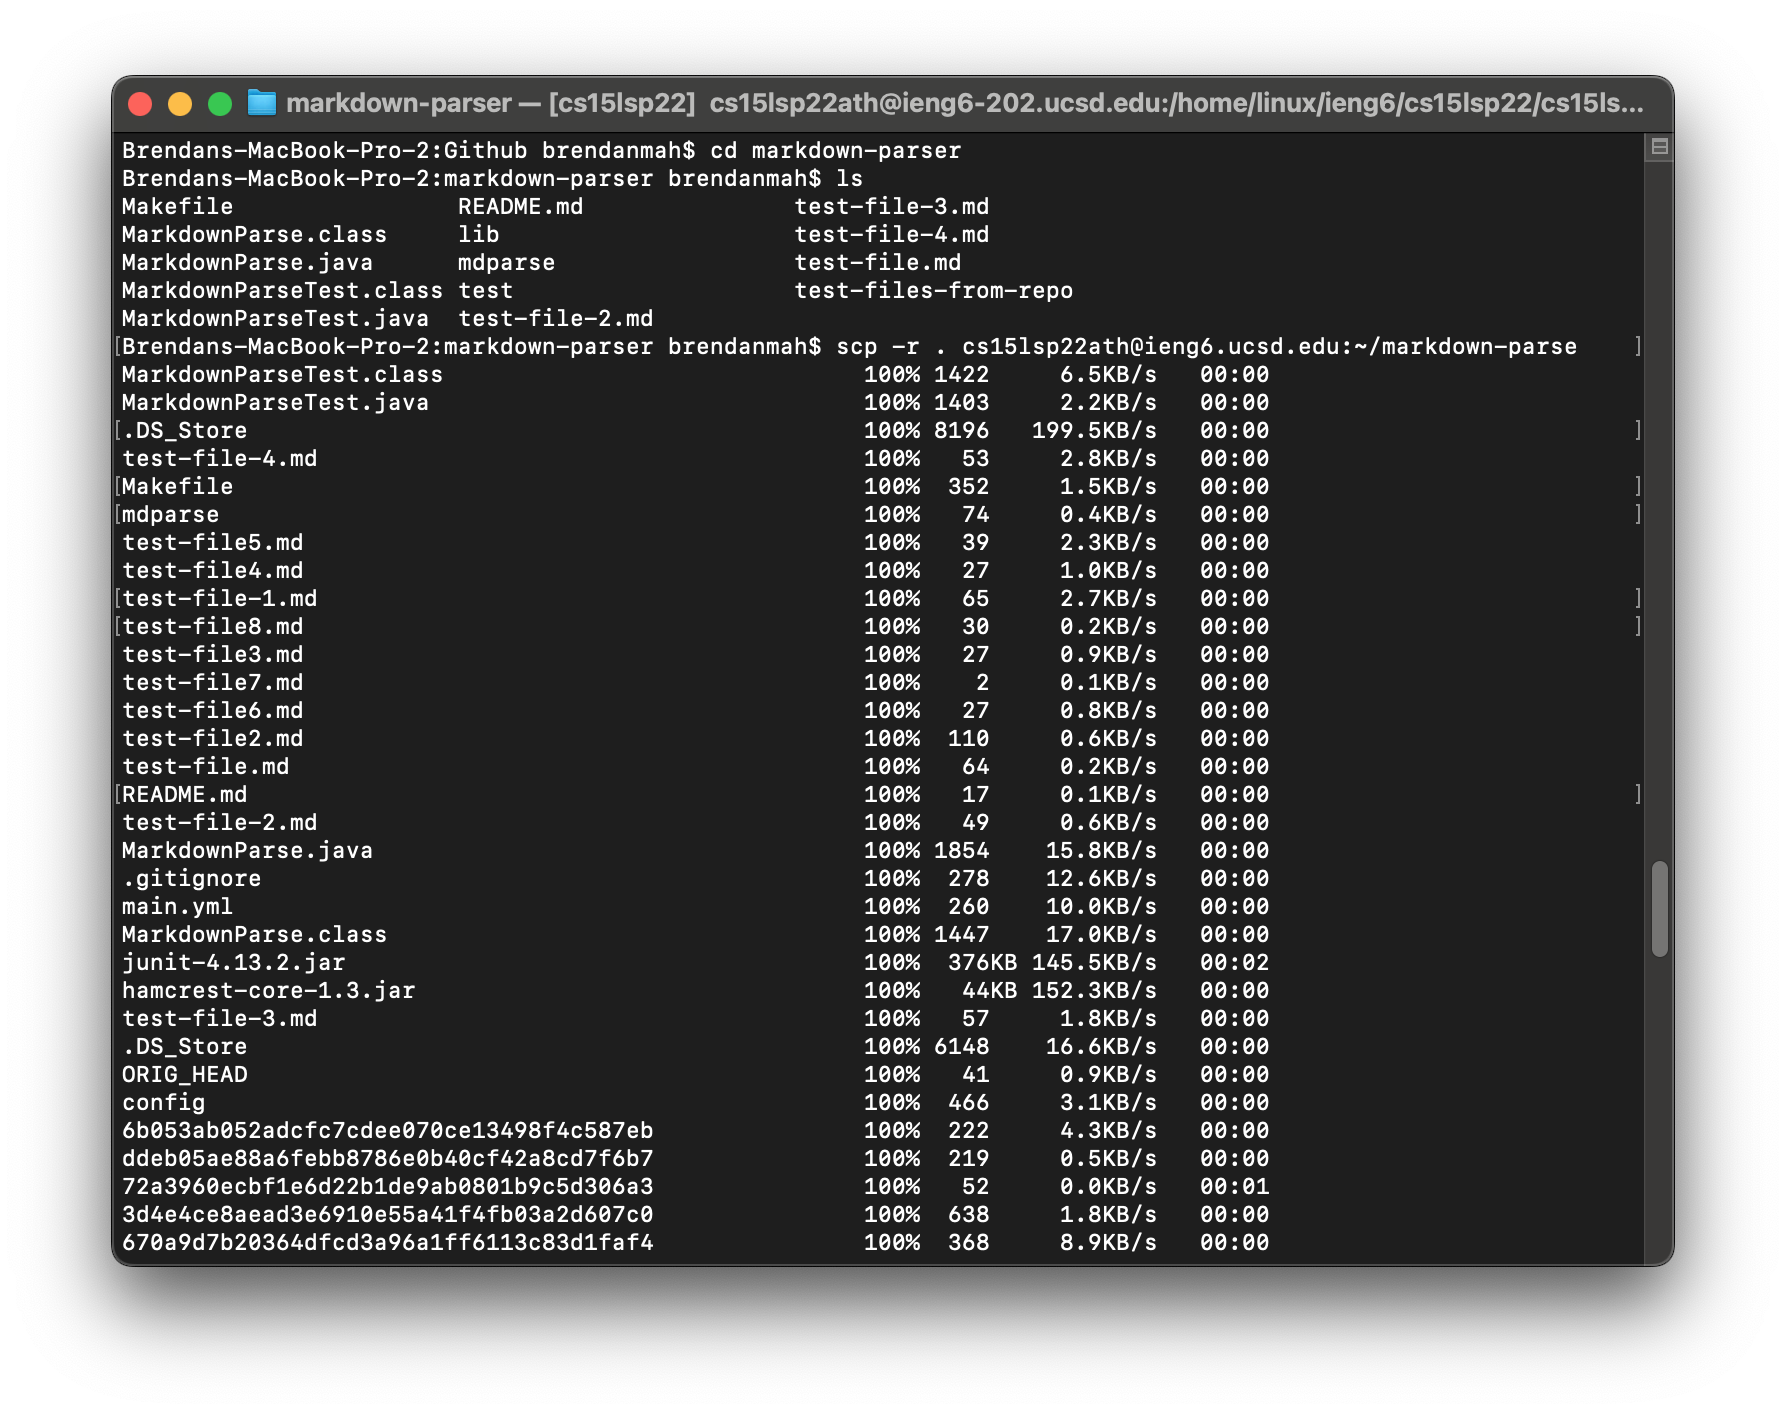 markdown-parser — [cs15lsp22] cs15lsp22ath@ieng6-202.ucsd.edu:/home/linux/ieng6/cs15lsp22/cs15ls...
Brendans-MacBook-Pro-2:Github brendanmah$ cd markdown-parser
Brendans-MacBook-Pro-2:markdown-parser brendanmah$ ls
Makefile                README.md               test-file-3.md
MarkdownParse.class     lib                     test-file-4.md
MarkdownParse.java      mdparse                 test-file.md
MarkdownParseTest.class test                    test-files-from-repo
MarkdownParseTest.java  test-file-2.md
[Brendans-MacBook-Pro-2:markdown-parser brendanmah$ scp -r . cs15lsp22ath@ieng6.ucsd.edu:~/markdown-parse ]
MarkdownParseTest.class 100% 1422 6.5KB/s 00:00
MarkdownParseTest.java 100% 1403 2.2KB/s 00:00
[.DS_Store 100% 8196 199.5KB/s 00:00 ]
test-file-4.md 100% 53 2.8KB/s 00:00
[Makefile 100% 352 1.5KB/s 00:00 ]
[mdparse 100% 74 0.4KB/s 00:00 ]
test-file5.md 100% 39 2.3KB/s 00:00
test-file4.md 100% 27 1.0KB/s 00:00
[test-file-1.md 100% 65 2.7KB/s 00:00 ]
[test-file8.md 100% 30 0.2KB/s 00:00 ]
test-file3.md 100% 27 0.9KB/s 00:00
test-file7.md 100% 2 0.1KB/s 00:00
test-file6.md 100% 27 0.8KB/s 00:00
test-file2.md 100% 110 0.6KB/s 00:00
test-file.md 100% 64 0.2KB/s 00:00
[README.md 100% 17 0.1KB/s 00:00 ]
test-file-2.md 100% 49 0.6KB/s 00:00
MarkdownParse.java 100% 1854 15.8KB/s 00:00
.gitignore 100% 278 12.6KB/s 00:00
main.yml 100% 260 10.0KB/s 00:00
MarkdownParse.class 100% 1447 17.0KB/s 00:00
junit-4.13.2.jar 100% 376KB 145.5KB/s 00:02
hamcrest-core-1.3.jar 100% 44KB 152.3KB/s 00:00
test-file-3.md 100% 57 1.8KB/s 00:00
.DS_Store 100% 6148 16.6KB/s 00:00
ORIG_HEAD 100% 41 0.9KB/s 00:00
config 100% 466 3.1KB/s 00:00
6b053ab052adcfc7cdee070ce13498f4c587eb 100% 222 4.3KB/s 00:00
ddeb05ae88a6febb8786e0b40cf42a8cd7f6b7 100% 219 0.5KB/s 00:00
72a3960ecbf1e6d22b1de9ab0801b9c5d306a3 100% 52 0.0KB/s 00:01
3d4e4ce8aead3e6910e55a41f4fb03a2d607c0 100% 638 1.8KB/s 00:00
670a9d7b20364dfcd3a96a1ff6113c83d1faf4 100% 368 8.9KB/s 00:00